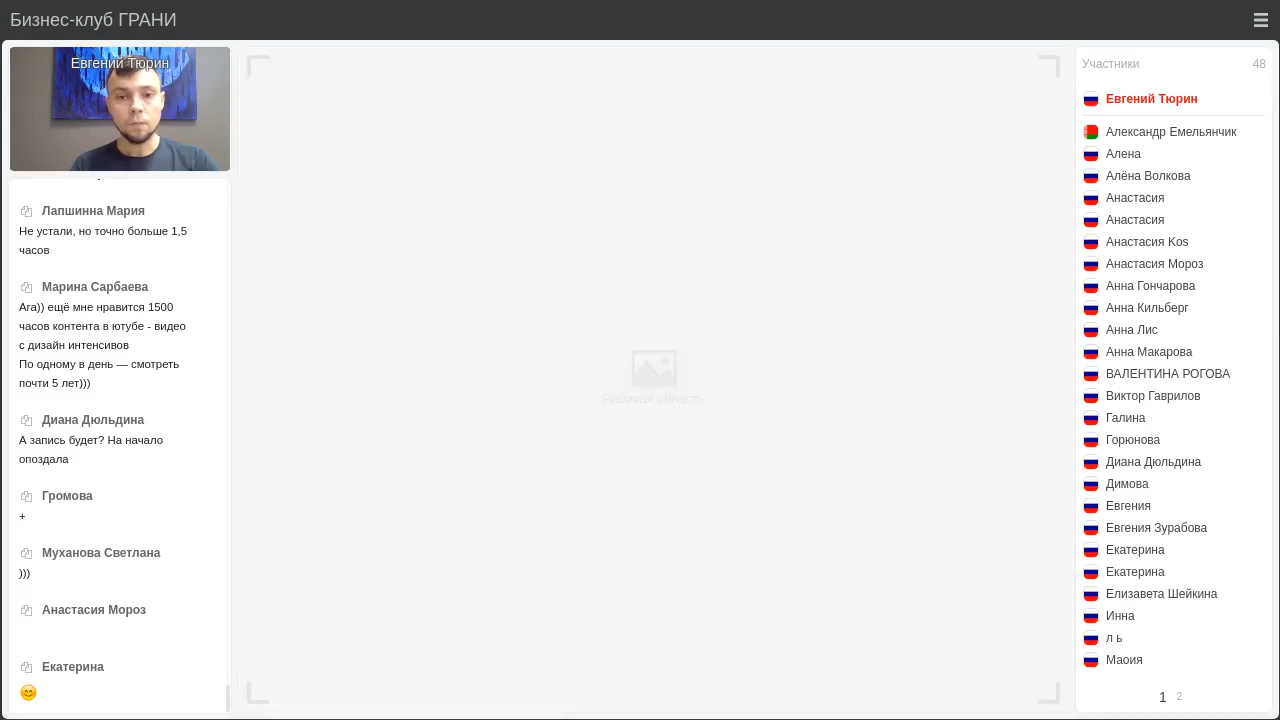 Бизнес-клуб ГРАНИ
Евгений Тюрин
Лапшинна Мария
Не устали, но точно больше 1,5
часов
Марина Сарбаева
Ага)) ещё мне нравится 1500
часов контента в ютубе - видео
с дизайн интенсивов
По одному в день — смотреть
почти 5 лет)))
Диана Дюльдина
А запись будет? На начало
опоздала
Громова
+
Муханова Светлана
)))
Анастасия Мороз
Екатерина
Рабочая область
Участники 48
Евгений Тюрин
Александр Емельянчик
Алена
Алёна Волкова
Анастасия
Анастасия
Анастасия Kos
Анастасия Мороз
Анна Гончарова
Анна Кильберг
Анна Лис
Анна Макарова
ВАЛЕНТИНА РОГОВА
Виктор Гаврилов
Галина
Горюнова
Диана Дюльдина
Димова
Евгения
Евгения Зурабова
Екатерина
Екатерина
Елизавета Шейкина
Инна
л ь
Маоия
1 2